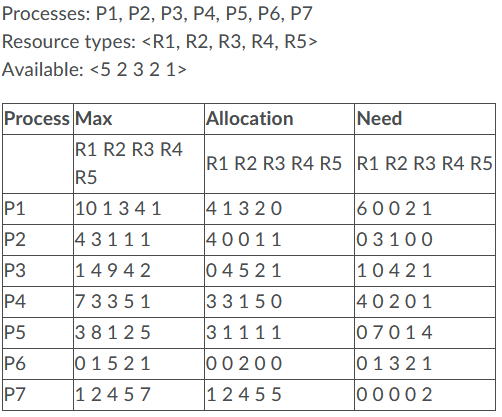 Processes: P1, P2, P3, P4, P5, P6, P7
Resource types: <R1, R2, R3, R4, R5>
Available: <5 2 3 2 1>
Process Max Allocation Need
R1 R2 R3 R4 R5 R1 R2 R3 R4 R5 R1 R2 R3 R4 R5
P1 10 1 3 4 1 4 1 3 2 0 6 0 0 2 1
P2 4 3 1 1 1 4 0 0 1 1 0 3 1 0 0
P3 1 4 9 4 2 0 4 5 2 1 1 0 4 2 1
P4 7 3 3 5 1 3 3 1 5 0 4 0 2 0 1
P5 3 8 1 2 5 3 1 1 1 1 0 7 0 1 4
P6 0 1 5 2 1 0 0 2 0 0 0 1 3 2 1
P7 1 2 4 5 7 1 2 4 5 5 0 0 0 0 2